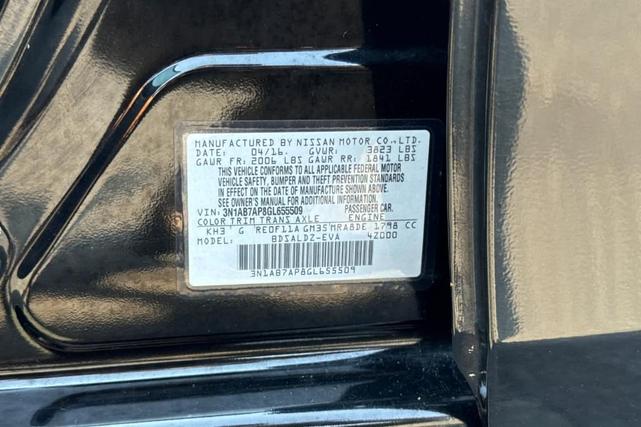 MANUFACTURED BY NISSAN MOTOR CO.,LTD.
DATE: 04/16. GVWR: 3823 LBS
GAWR FR: 2006 LBS GAWR RR: 1841 LBS
THIS VEHICLE CONFORMS TO ALL APPLICABLE FEDERAL MOTOR
VEHICLE SAFETY, BUMPER AND THEFT PREVENTION STANDARDS
IN EFFECT ON THE DATE OF MANUFACTURE SHOWN ABOVE.
SEE OWNER'S MANUAL FOR ADDITIONAL INFORMATION.
VIN: 3N1AB7AP8GL655509 PASSENGER CAR.
COLOR TRIM TRANS AXLE ENGINE
KH3 G RE0F11A GM35 MRA8DE 1798 CC
MODEL: BDSALDZ-EVA 42000
3N1AB7AP8GL655509